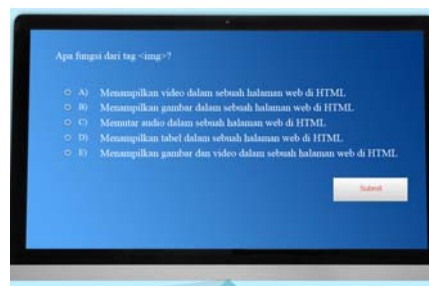 Apa fungsi dari tag <img>?
A) Menampilkan video dalam sebuah halaman web di HTML
B) Menampilkan gambar dalam sebuah halaman web di HTML
C) Memutar audio dalam sebuah halaman web di HTML
D) Menampilkan tabel dalam sebuah halaman web di HTML
E) Menampilkan gambar dan video dalam sebuah halaman web di HTML
Submit